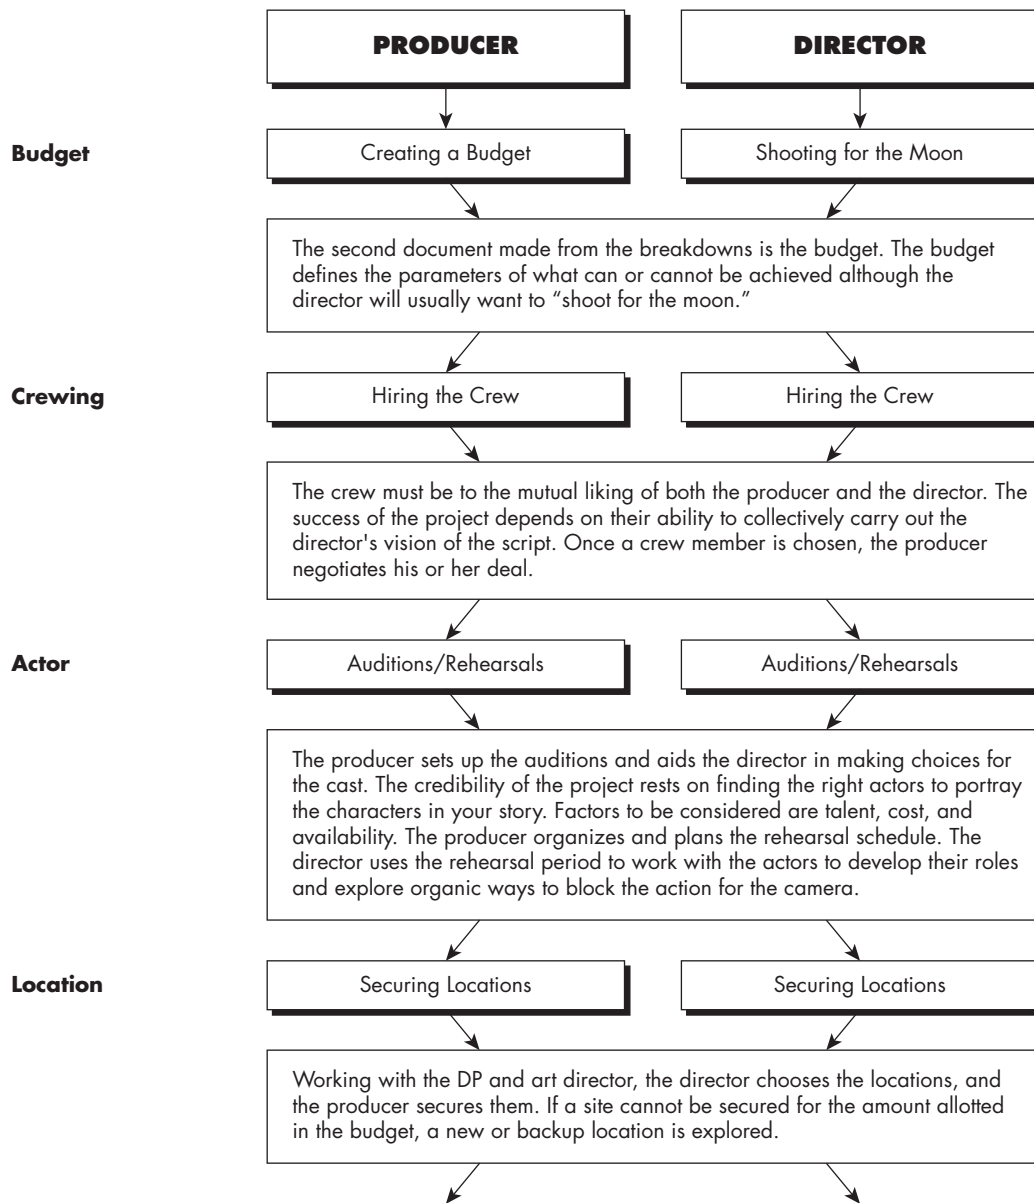 PRODUCER
DIRECTOR
Budget
Creating a Budget
Shooting for the Moon
The second document made from the breakdowns is the budget. The budget
defines the parameters of what can or cannot be achieved although the
director will usually want to “shoot for the moon.”
Crewing
Hiring the Crew
Hiring the Crew
The crew must be to the mutual liking of both the producer and the director. The
success of the project depends on their ability to collectively carry out the
director's vision of the script. Once a crew member is chosen, the producer
negotiates his or her deal.
Actor
Auditions/Rehearsals
Auditions/Rehearsals
The producer sets up the auditions and aids the director in making choices for
the cast. The credibility of the project rests on finding the right actors to portray
the characters in your story. Factors to be considered are talent, cost, and
availability. The producer organizes and plans the rehearsal schedule. The
director uses the rehearsal period to work with the actors to develop their roles
and explore organic ways to block the action for the camera.
Location
Securing Locations
Securing Locations
Working with the DP and art director, the director chooses the locations, and
the producer secures them. If a site cannot be secured for the amount allotted
in the budget, a new or backup location is explored.